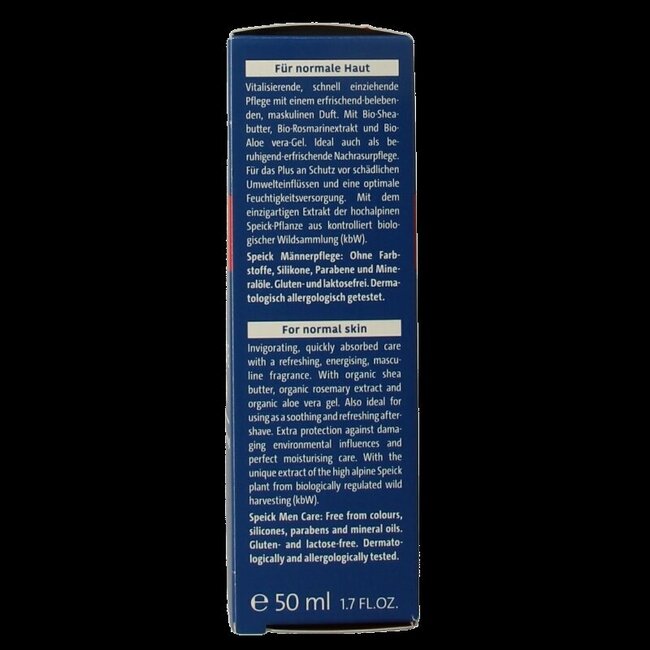 Für normale Haut
Vitalisierende, schnell einziehende
Pflege mit einem erfrischend-beleben-
den, maskulinen Duft. Mit Bio-Shea-
butter, Bio-Rosmarinextrakt und Bio-
Aloe vera-Gel. Ideal auch als be-
ruhigend-erfrischende Nachrasurpflege.
Für das Plus an Schutz vor schädlichen
Umwelteinflüssen und eine optimale
Feuchtigkeitsversorgung. Mit dem
einzigartigen Extrakt der hochalpinen
Speick-Pflanze aus kontrolliert biolo-
gischer Wildsammlung (kbW).
Speick Männerpflege: Ohne Farb-
stoffe, Silikone, Parabene und Mine-
ralöle. Gluten- und laktosefrei. Derma-
tologisch allergologisch getestet.
For normal skin
Invigorating, quickly absorbed care
with a refreshing, energising, mascu-
line fragrance. With organic shea
butter, organic rosemary extract and
organic aloe vera gel. Also ideal for
using as a soothing and refreshing after-
shave. Extra protection against dama-
ging environmental influences and
perfect moisturising care. With the
unique extract of the high alpine Speick
plant from biologically regulated wild
harvesting (kbW).
Speick Men Care: Free from colours,
silicones, parabens and mineral oils.
Gluten- and lactose-free. Dermato-
logically and allergologically tested.
℮ 50 ml 1.7 FL.OZ.